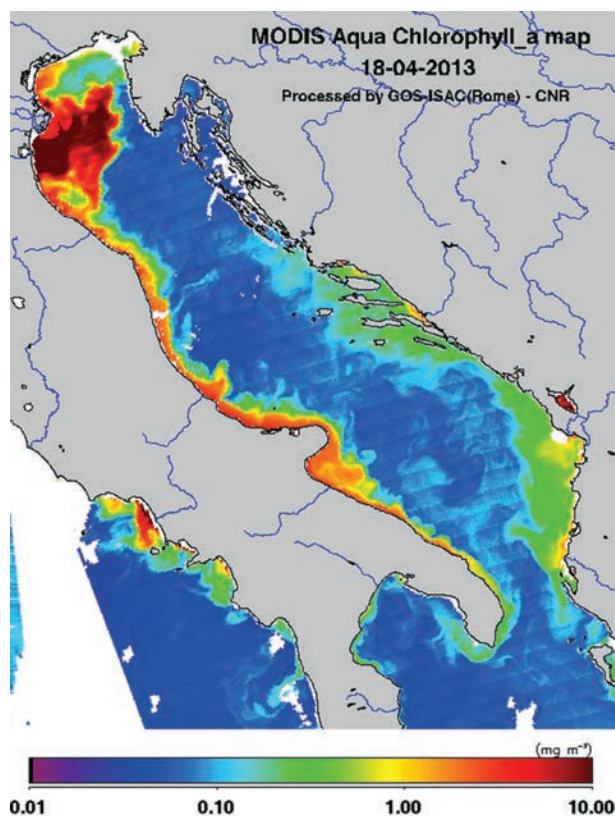 MODIS Aqua Chlorophyll_a map
18-04-2013
Processed by GOS-ISAC(Rome) - CNR
(mg m⁻³)
0.01 0.10 1.00 10.00